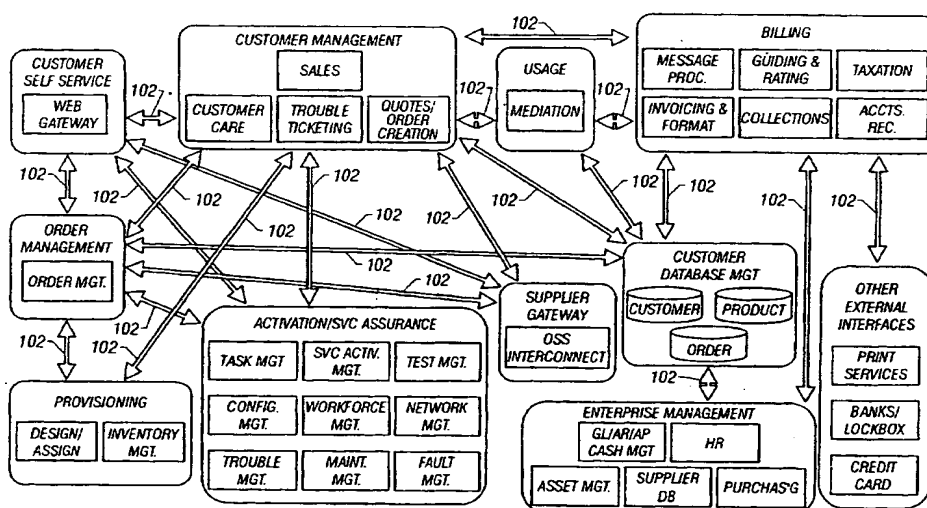 CUSTOMER
SELF SERVICE
WEB
GATEWAY
102
CUSTOMER MANAGEMENT
SALES
CUSTOMER
CARE
TROUBLE
TICKETING
QUOTES/
ORDER
CREATION
102
102
USAGE
MEDIATION
102
BILLING
MESSAGE
PROC.
GUIDING &
RATING
TAXATION
INVOICING &
FORMAT
COLLECTIONS
ACCTS.
REC.
102
102
102
102
102
102
102
102
102
102
102
102
ORDER
MANAGEMENT
ORDER MGT.
102
102
102
102
102
PROVISIONING
DESIGN/
ASSIGN
INVENTORY
MGT.
ACTIVATION/SVC ASSURANCE
TASK MGT
SVC ACTIV.
MGT.
TEST MGT.
CONFIG.
MGT.
WORKFORCE
MGT.
NETWORK
MGT.
TROUBLE
MGT.
MAINT.
MGT.
FAULT
MGT.
SUPPLIER
GATEWAY
OSS
INTERCONNECT
CUSTOMER
DATABASE MGT
CUSTOMER
PRODUCT
ORDER
102
ENTERPRISE MANAGEMENT
GL/AR/AP
CASH MGT
HR
ASSET MGT.
SUPPLIER
DB
PURCHAS'G
OTHER
EXTERNAL
INTERFACES
PRINT
SERVICES
BANKS/
LOCKBOX
CREDIT
CARD